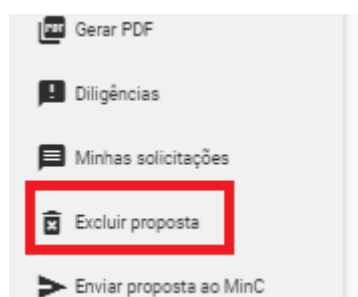 Gerar PDF
Diligências
Minhas solicitações
Excluir proposta
Enviar proposta ao MinC